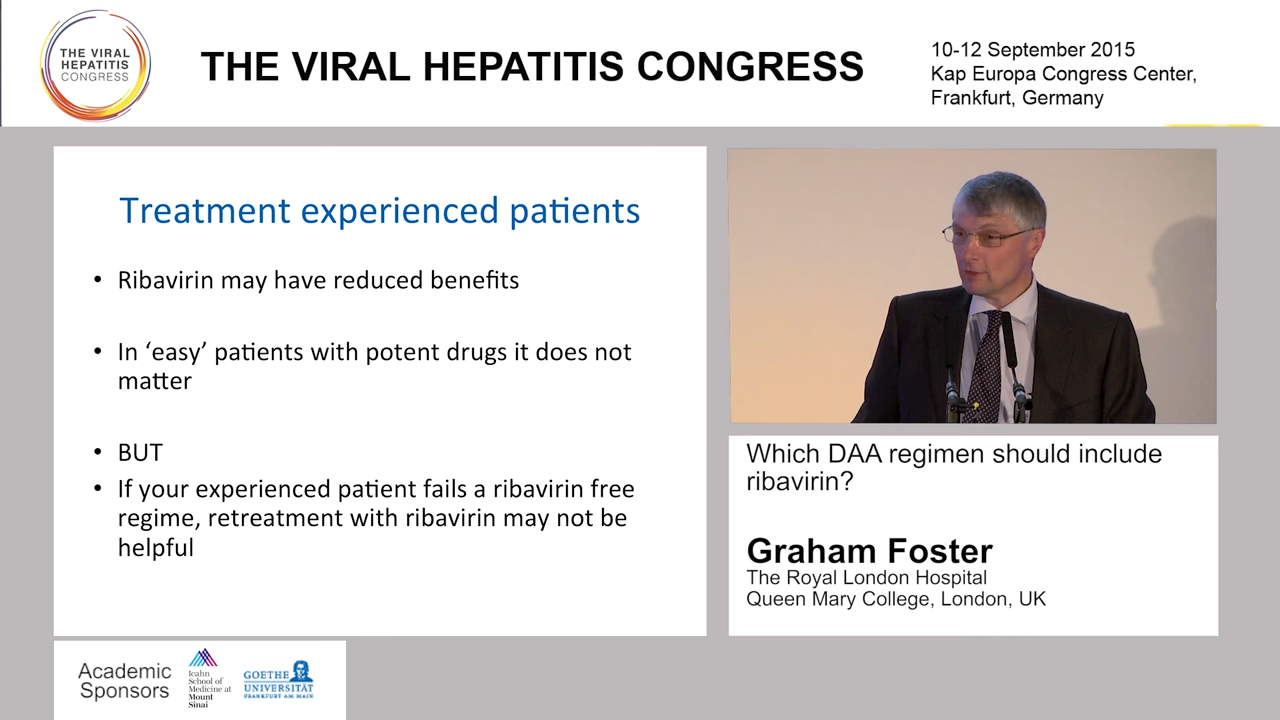 THE VIRAL
HEPATITIS
CONGRESS
THE VIRAL HEPATITIS CONGRESS
10-12 September 2015
Kap Europa Congress Center,
Frankfurt, Germany
Treatment experienced patients
• Ribavirin may have reduced benefits
• In ‘easy’ patients with potent drugs it does not
matter
• BUT
• If your experienced patient fails a ribavirin free
regime, retreatment with ribavirin may not be
helpful
Which DAA regimen should include
ribavirin?
Graham Foster
The Royal London Hospital
Queen Mary College, London, UK
Academic
Sponsors
Icahn
School of
Medicine at
Mount
Sinai
GOETHE
UNIVERSITÄT
FRANKFURT AM MAIN